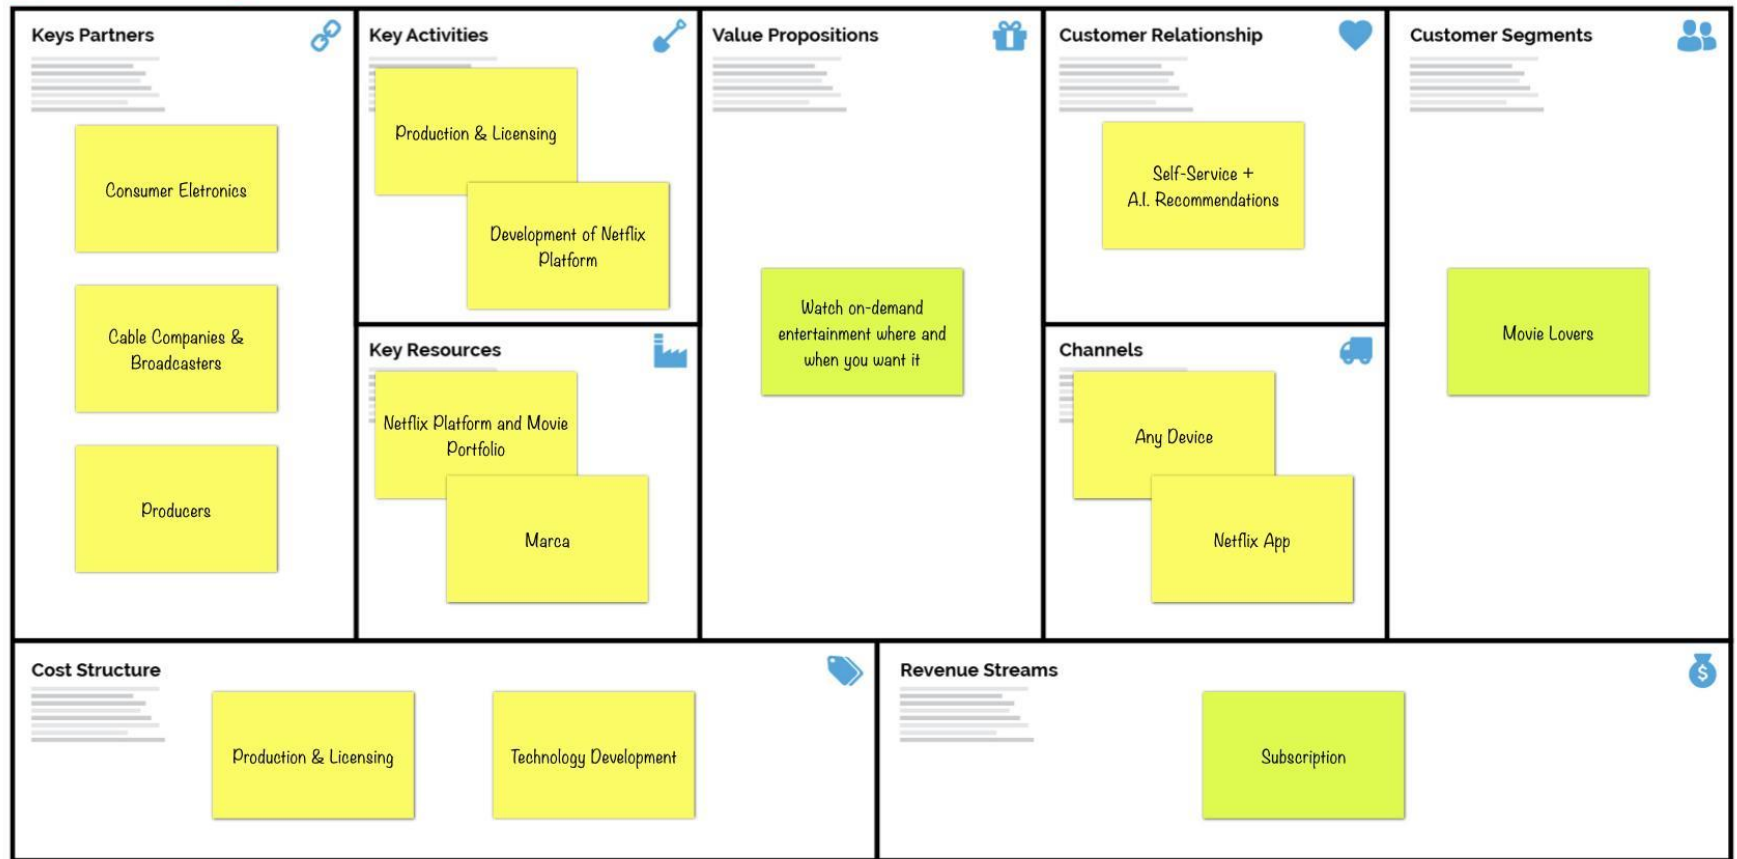 Keys Partners
Consumer Eletronics
Cable Companies &
Broadcasters
Producers
Key Activities
Production & Licensing
Development of Netflix
Platform
Key Resources
Netflix Platform and Movie
Portfolio
Marca
Value Propositions
Watch on-demand
entertainment where and
when you want it
Customer Relationship
Self-Service +
A.I. Recommendations
Channels
Any Device
Netflix App
Customer Segments
Movie Lovers
Cost Structure
Production & Licensing
Technology Development
Revenue Streams
$
Subscription